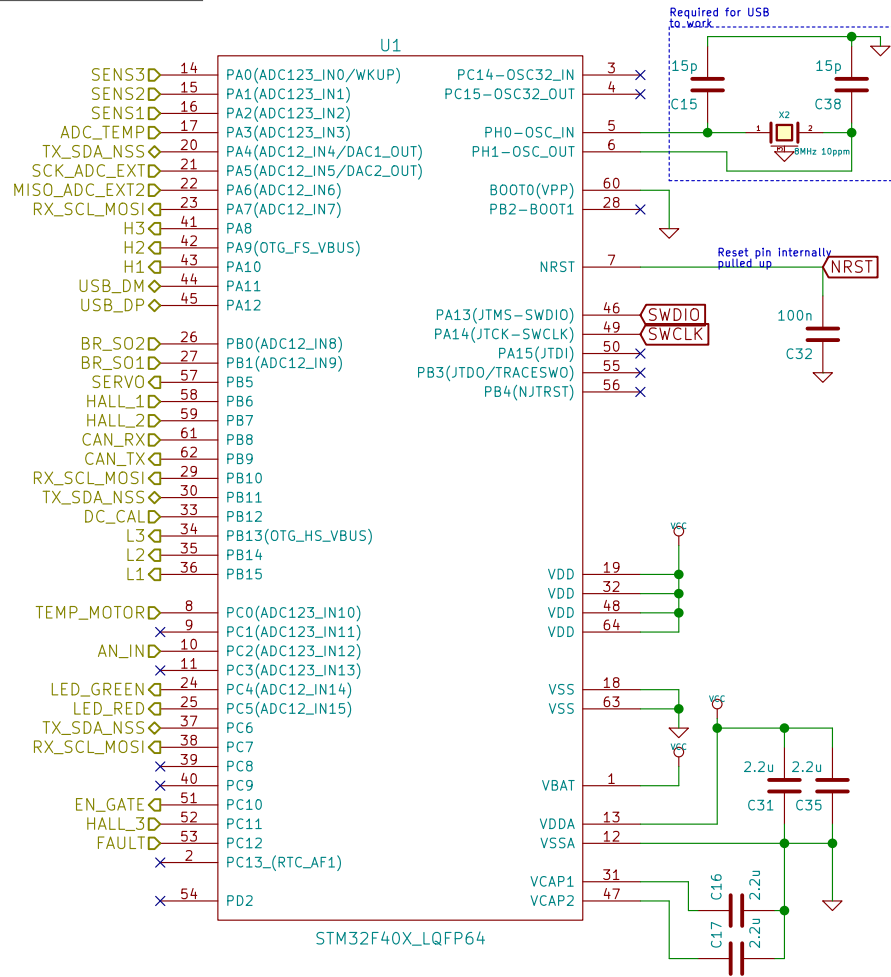 Required for USB
to work
U1
SENS3 14 PA0(ADC123_IN0/WKUP)
SENS2 15 PA1(ADC123_IN1)
SENS1 16 PA2(ADC123_IN2)
ADC_TEMP 17 PA3(ADC123_IN3)
TX_SDA_NSS 20 PA4(ADC12_IN4/DAC1_OUT)
SCK_ADC_EXT 21 PA5(ADC12_IN5/DAC2_OUT)
MISO_ADC_EXT2 22 PA6(ADC12_IN6)
RX_SCL_MOSI 23 PA7(ADC12_IN7)
H3 41 PA8
H2 42 PA9(OTG_FS_VBUS)
H1 43 PA10
USB_DM 44 PA11
USB_DP 45 PA12
BR_SO2 26 PB0(ADC12_IN8)
BR_SO1 27 PB1(ADC12_IN9)
SERVO 57 PB5
HALL_1 58 PB6
HALL_2 59 PB7
CAN_RX 61 PB8
CAN_TX 62 PB9
RX_SCL_MOSI 29 PB10
TX_SDA_NSS 30 PB11
DC_CAL 33 PB12
L3 34 PB13(OTG_HS_VBUS)
L2 35 PB14
L1 36 PB15
TEMP_MOTOR 8 PC0(ADC123_IN10)
9 PC1(ADC123_IN11)
AN_IN 10 PC2(ADC123_IN12)
11 PC3(ADC123_IN13)
LED_GREEN 24 PC4(ADC12_IN14)
LED_RED 25 PC5(ADC12_IN15)
TX_SDA_NSS 37 PC6
RX_SCL_MOSI 38 PC7
39 PC8
40 PC9
EN_GATE 51 PC10
HALL_3 52 PC11
FAULT 53 PC12
2 PC13_(RTC_AF1)
54 PD2
PC14-OSC32_IN 3
PC15-OSC32_OUT 4
PH0-OSC_IN 5
PH1-OSC_OUT 6
BOOT0(VPP) 60
PB2-BOOT1 28
NRST 7
PA13(JTMS-SWDIO) 46 SWDIO
PA14(JTCK-SWCLK) 49 SWCLK
PA15(JTDI) 50
PB3(JTDO/TRACESWO) 55
PB4(NJTRST) 56
VDD 19
VDD 32
VDD 48
VDD 64
VSS 18
VSS 63
VBAT 1
VDDA 13
VSSA 12
VCAP1 31
VCAP2 47
STM32F40X_LQFP64
15p
C15
15p
C38
X2
1
2
8MHz 10ppm
Reset pin internally
pulled up
NRST
100n
C32
VCC
VCC
VCC
2.2u
C31
2.2u
C35
C16
2.2u
C17
2.2u